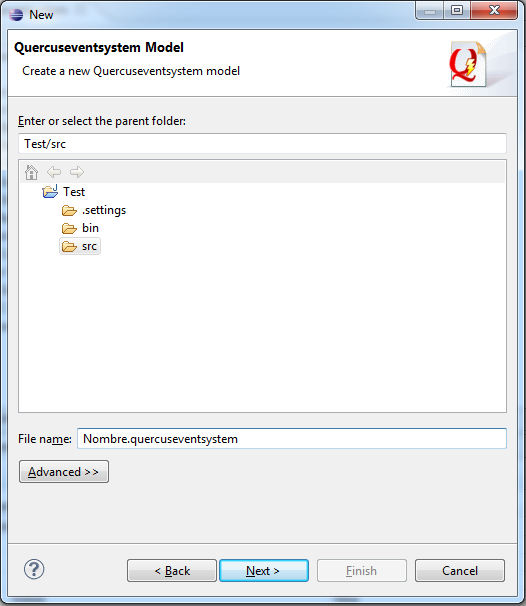 New
Quercuseventsystem Model
Create a new Quercuseventsystem model
Enter or select the parent folder:
Test/src
Test
.settings
bin
src
File name: Nombre.quercuseventsystem
Advanced >>
? < Back Next > Finish Cancel